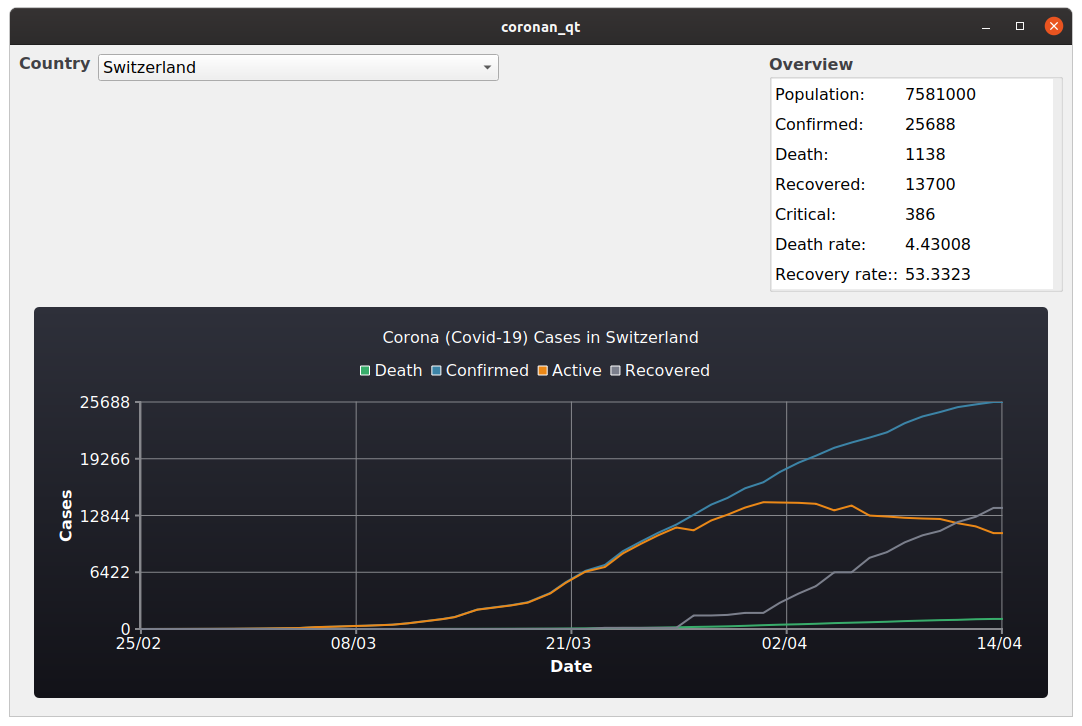 coronan_qt
Country Switzerland
Overview
Population: 7581000
Confirmed: 25688
Death: 1138
Recovered: 13700
Critical: 386
Death rate: 4.43008
Recovery rate:: 53.3323
Corona (Covid-19) Cases in Switzerland
Death Confirmed Active Recovered
25688
19266
12844
6422
0
Cases
25/02 08/03 21/03 02/04 14/04
Date